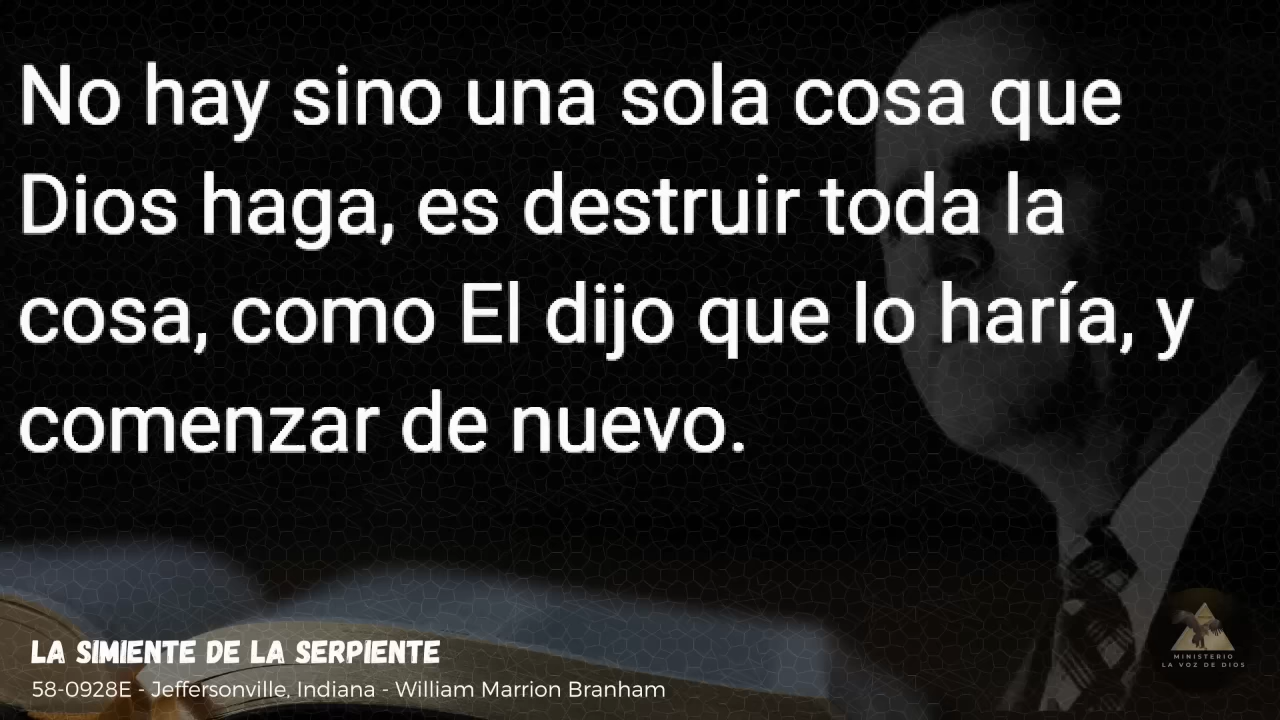 No hay sino una sola cosa que
Dios haga, es destruir toda la
cosa, como El dijo que lo haría, y
comenzar de nuevo.
LA SIMIENTE DE LA SERPIENTE
58-0928E - Jeffersonville, Indiana - William Marrion Branham
MINISTERIO
LA VOZ DE DIOS